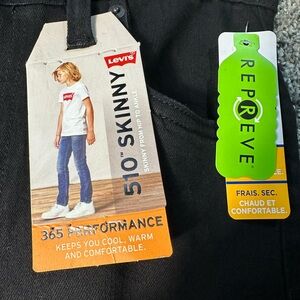 Levi's
510™ SKINNY
SKINNY FROM HIP TO ANKLE
365 PERFORMANCE
KEEPS YOU COOL, WARM
AND COMFORTABLE.
REPREVE
FRAIS, SEC,
CHAUD ET
CONFORTABLE.